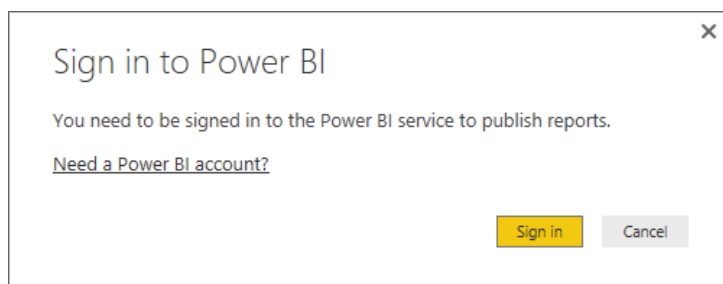 Sign in to Power BI
You need to be signed in to the Power BI service to publish reports.
Need a Power BI account?
Sign in Cancel